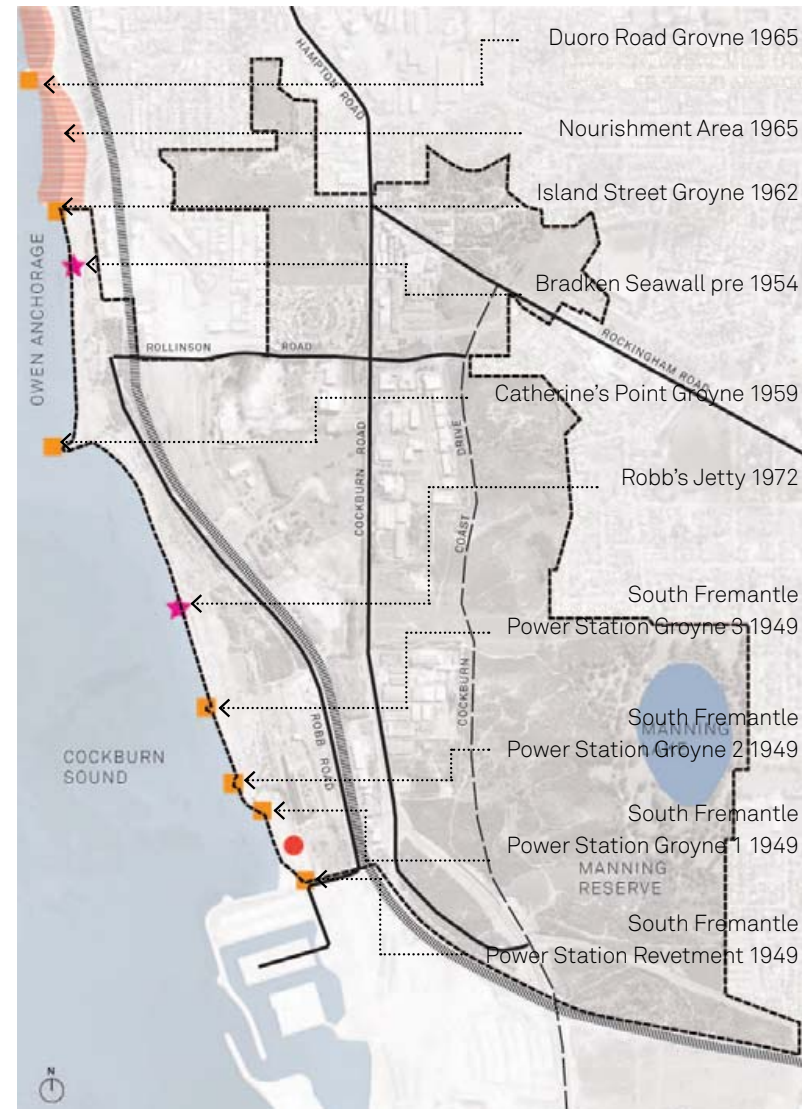 Duoro Road Groyne 1965
HAMPTON ROAD
Nourishment Area 1965
Island Street Groyne 1962
OWEN ANCHORAGE
Bradken Seawall pre 1954
ROLLINSON ROAD
ROCKINGHAM ROAD
Catherine's Point Groyne 1959
COCKBURN ROAD
COCKBURN COAST DRIVE
Robb's Jetty 1972
South Fremantle
Power Station Groyne 3 1949
ROBB ROAD
COCKBURN
SOUND
South Fremantle
MANNING
Power Station Groyne 2 1949
South Fremantle
Power Station Groyne 1 1949
MANNING
RESERVE
South Fremantle
Power Station Revetment 1949
N